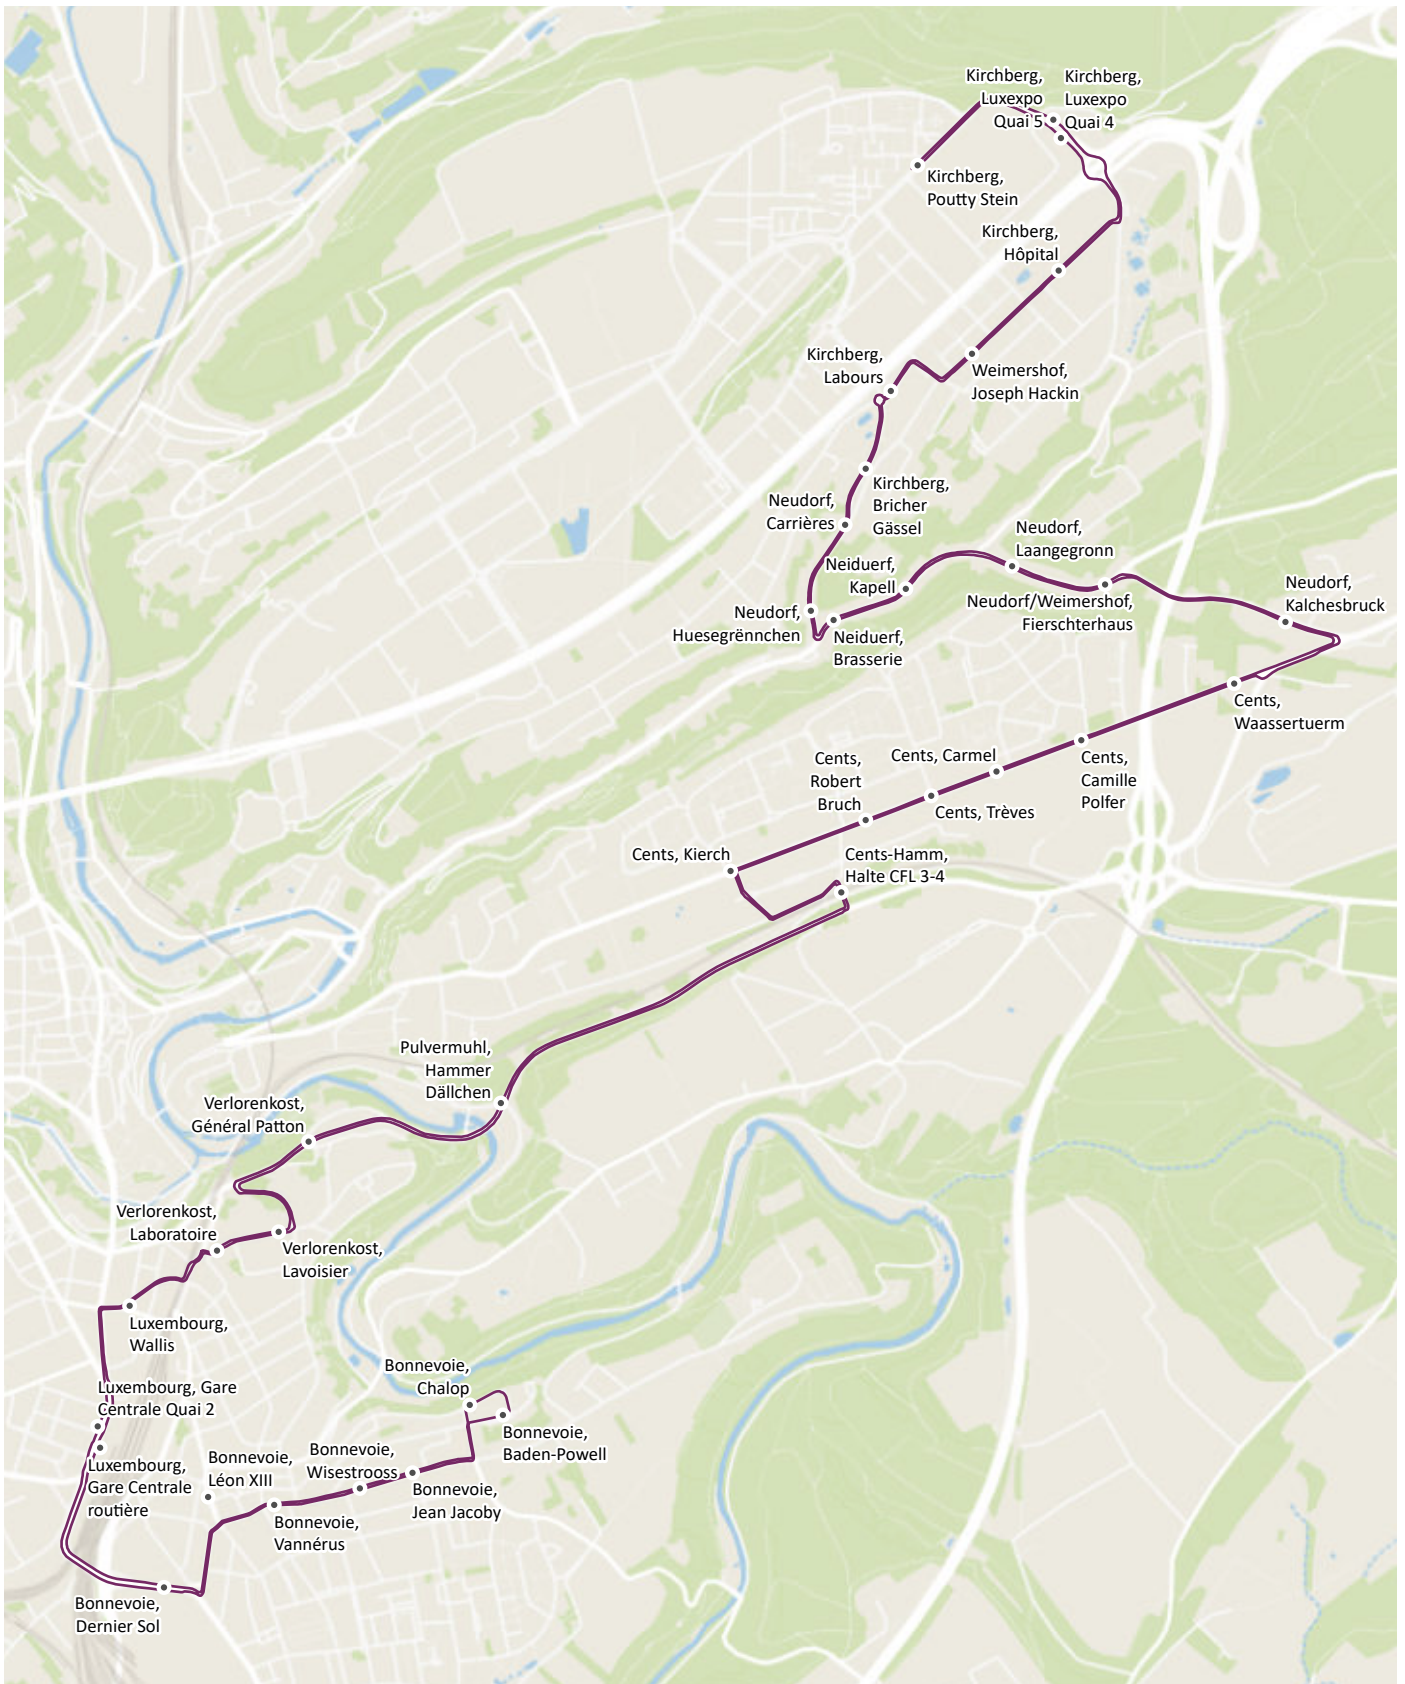 Kirchberg,
Luxexpo
Quai 5
Kirchberg,
Luxexpo
Quai 4
Kirchberg,
Poutty Stein
Kirchberg,
Hôpital
Kirchberg,
Labours
Weimershof,
Joseph Hackin
Kirchberg,
Bricher
Gässel
Neudorf,
Carrières
Neudorf,
Laangegronn
Neiduerf,
Kapell
Neudorf,
Kalchesbruck
Neudorf/Weimershof,
Fierschterhaus
Neudorf,
Huesegrënnchen
Neiduerf,
Brasserie
Cents,
Waassertuerm
Cents,
Robert
Bruch
Cents, Carmel
Cents,
Camille
Polfer
Cents, Trèves
Cents, Kierch
Cents-Hamm,
Halte CFL 3-4
Pulvermuhl,
Hammer
Dällchen
Verlorenkost,
Général Patton
Verlorenkost,
Laboratoire
Verlorenkost,
Lavoisier
Luxembourg,
Wallis
Bonnevoie,
Chalop
Luxembourg, Gare
Centrale Quai 2
Bonnevoie,
Baden-Powell
Luxembourg,
Gare Centrale
routière
Bonnevoie,
Léon XIII
Bonnevoie,
Wisestrooss
Bonnevoie,
Jean Jacoby
Bonnevoie,
Vannérus
Bonnevoie,
Dernier Sol